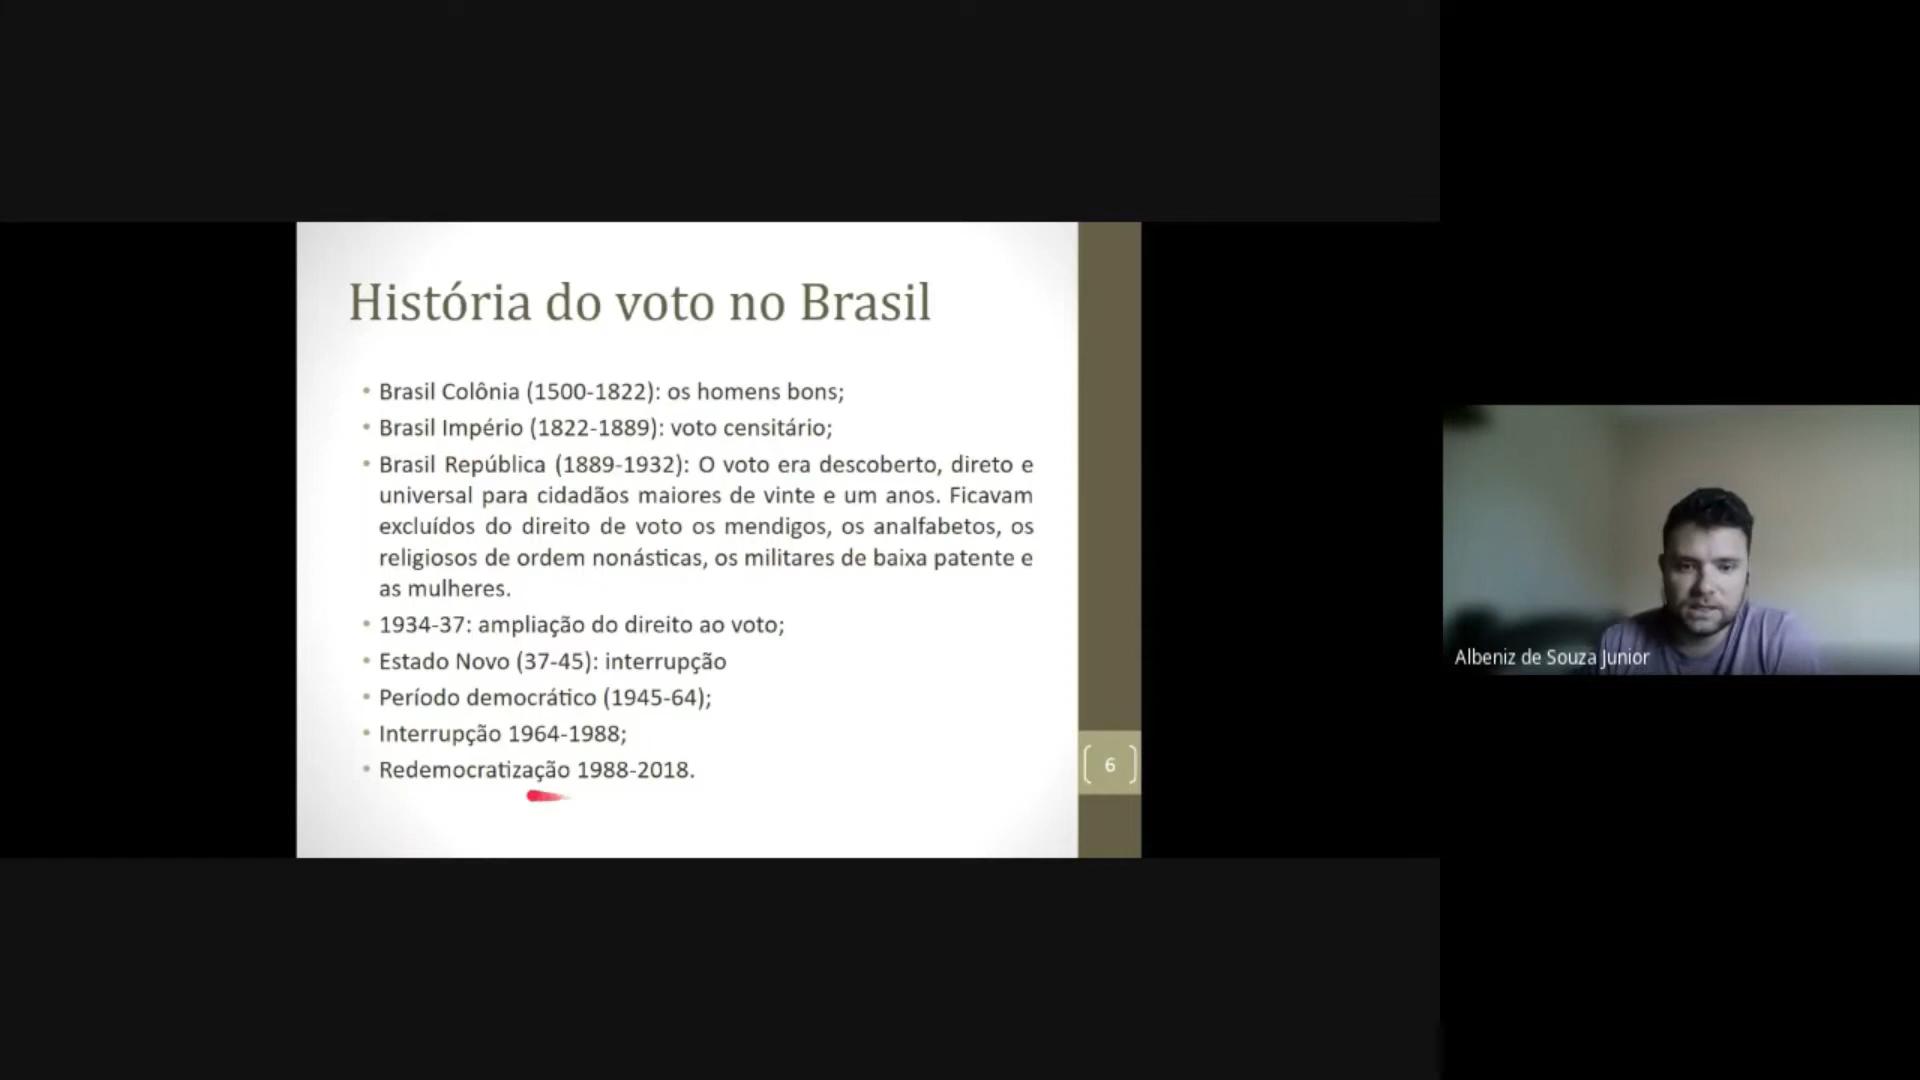 História do voto no Brasil
• Brasil Colônia (1500-1822): os homens bons;
• Brasil Império (1822-1889): voto censitário;
• Brasil República (1889-1932): O voto era descoberto, direto e
universal para cidadãos maiores de vinte e um anos. Ficavam
excluídos do direito de voto os mendigos, os analfabetos, os
religiosos de ordem nonásticas, os militares de baixa patente e
as mulheres.
• 1934-37: ampliação do direito ao voto;
• Estado Novo (37-45): interrupção
• Período democrático (1945-64);
• Interrupção 1964-1988;
• Redemocratização 1988-2018.
6
Albeniz de Souza Junior